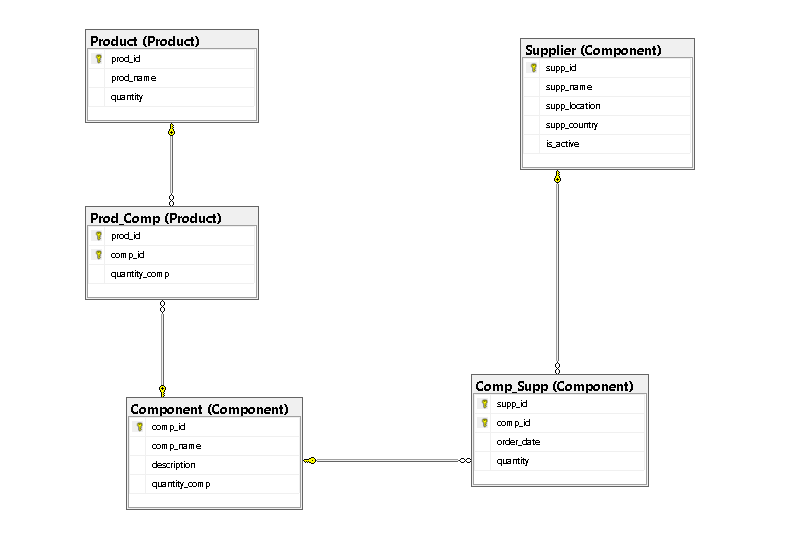 Product (Product)
prod_id
prod_name
quantity
Supplier (Component)
supp_id
supp_name
supp_location
supp_country
is_active
Prod_Comp (Product)
prod_id
comp_id
quantity_comp
Component (Component)
comp_id
comp_name
description
quantity_comp
Comp_Supp (Component)
supp_id
comp_id
order_date
quantity